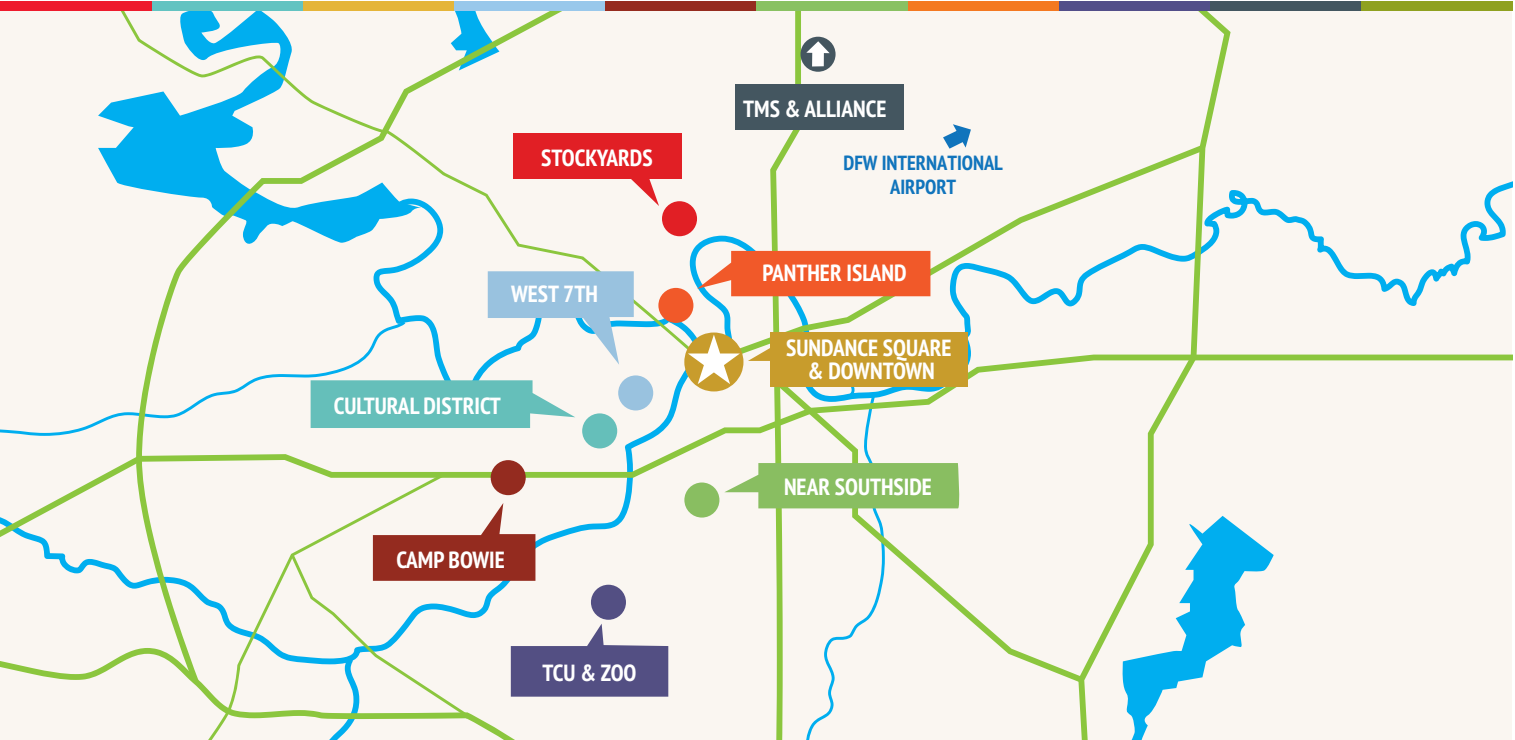 TMS & ALLIANCE
STOCKYARDS
DFW INTERNATIONAL
AIRPORT
PANTHER ISLAND
WEST 7TH
SUNDANCE SQUARE
& DOWNTOWN
CULTURAL DISTRICT
NEAR SOUTHSIDE
CAMP BOWIE
TCU & ZOO